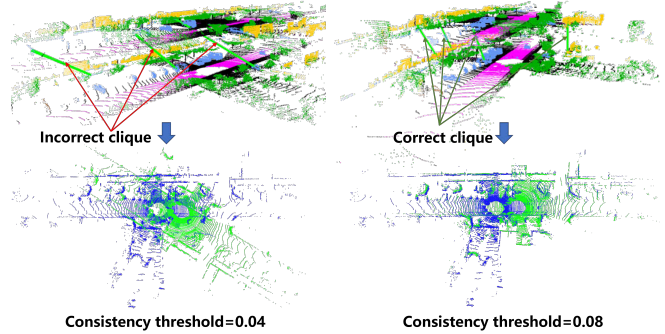 Incorrect clique
Correct clique
Consistency threshold=0.04
Consistency threshold=0.08